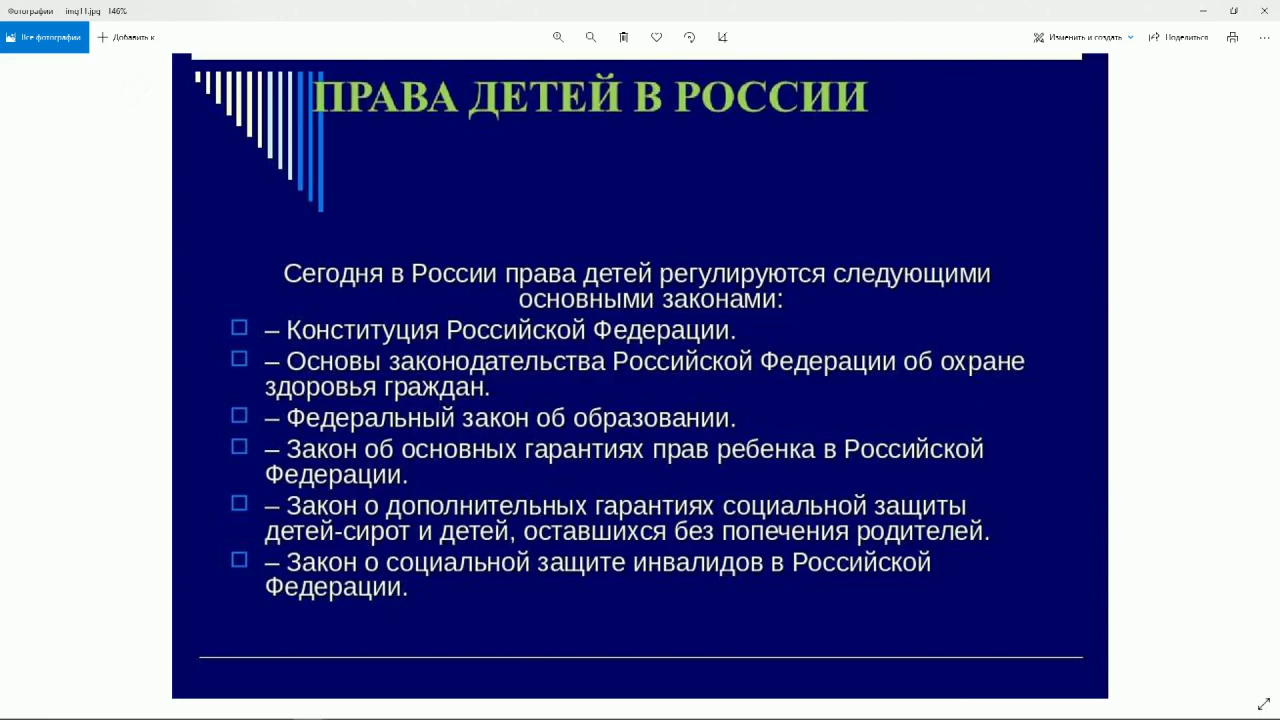 Фотографии - img11.jpg - 146%
Все фотографии
Добавить к
Изменить и создать
Поделиться
ПРАВА ДЕТЕЙ В РОССИИ
Сегодня в России права детей регулируются следующими
основными законами:
– Конституция Российской Федерации.
– Основы законодательства Российской Федерации об охране
здоровья граждан.
– Федеральный закон об образовании.
– Закон об основных гарантиях прав ребенка в Российской
Федерации.
– Закон о дополнительных гарантиях социальной защиты
детей-сирот и детей, оставшихся без попечения родителей.
– Закон о социальной защите инвалидов в Российской
Федерации.